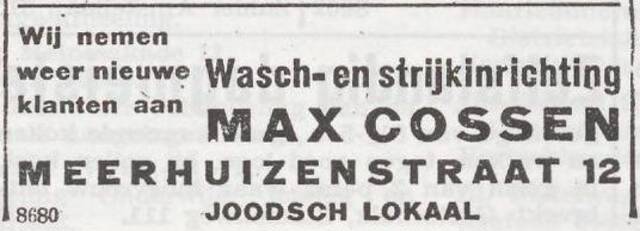 Wij nemen
weer nieuwe
klanten aan
Wasch- en strijkinrichting
MAX COSSEN
MEERHUIZENSTRAAT 12
8680 JOODSCH LOKAAL